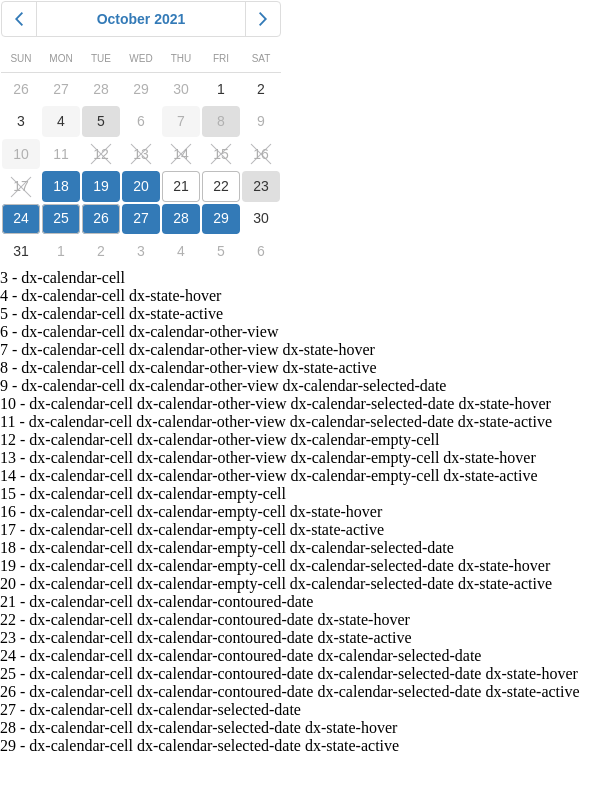 October 2021
SUN MON TUE WED THU FRI SAT
26 27 28 29 30 1 2
3 4 5 6 7 8 9
10 11 12 13 14 15 16
17 18 19 20 21 22 23
24 25 26 27 28 29 30
31 1 2 3 4 5 6
3 - dx-calendar-cell
4 - dx-calendar-cell dx-state-hover
5 - dx-calendar-cell dx-state-active
6 - dx-calendar-cell dx-calendar-other-view
7 - dx-calendar-cell dx-calendar-other-view dx-state-hover
8 - dx-calendar-cell dx-calendar-other-view dx-state-active
9 - dx-calendar-cell dx-calendar-other-view dx-calendar-selected-date
10 - dx-calendar-cell dx-calendar-other-view dx-calendar-selected-date dx-state-hover
11 - dx-calendar-cell dx-calendar-other-view dx-calendar-selected-date dx-state-active
12 - dx-calendar-cell dx-calendar-other-view dx-calendar-empty-cell
13 - dx-calendar-cell dx-calendar-other-view dx-calendar-empty-cell dx-state-hover
14 - dx-calendar-cell dx-calendar-other-view dx-calendar-empty-cell dx-state-active
15 - dx-calendar-cell dx-calendar-empty-cell
16 - dx-calendar-cell dx-calendar-empty-cell dx-state-hover
17 - dx-calendar-cell dx-calendar-empty-cell dx-state-active
18 - dx-calendar-cell dx-calendar-empty-cell dx-calendar-selected-date
19 - dx-calendar-cell dx-calendar-empty-cell dx-calendar-selected-date dx-state-hover
20 - dx-calendar-cell dx-calendar-empty-cell dx-calendar-selected-date dx-state-active
21 - dx-calendar-cell dx-calendar-contoured-date
22 - dx-calendar-cell dx-calendar-contoured-date dx-state-hover
23 - dx-calendar-cell dx-calendar-contoured-date dx-state-active
24 - dx-calendar-cell dx-calendar-contoured-date dx-calendar-selected-date
25 - dx-calendar-cell dx-calendar-contoured-date dx-calendar-selected-date dx-state-hover
26 - dx-calendar-cell dx-calendar-contoured-date dx-calendar-selected-date dx-state-active
27 - dx-calendar-cell dx-calendar-selected-date
28 - dx-calendar-cell dx-calendar-selected-date dx-state-hover
29 - dx-calendar-cell dx-calendar-selected-date dx-state-active